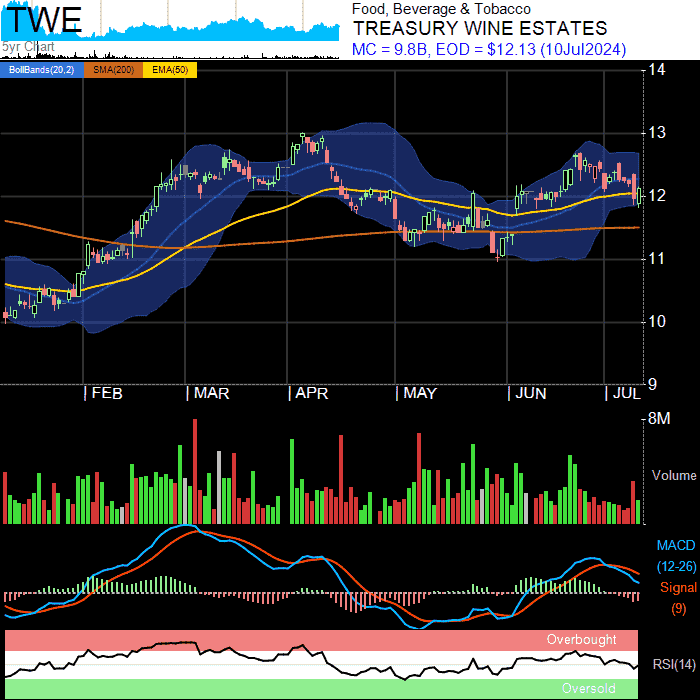 TWE
5yr Chart
Food, Beverage & Tobacco
TREASURY WINE ESTATES
MC = 9.8B, EOD = $12.13 (10Jul2024)
BollBands(20,2) SMA(200) EMA(50)
14
13
12
11
10
9
| FEB | MAR | APR | MAY | JUN | JUL
8M
Volume
MACD
(12-26)
Signal
(9)
Overbought
RSI(14)
Oversold